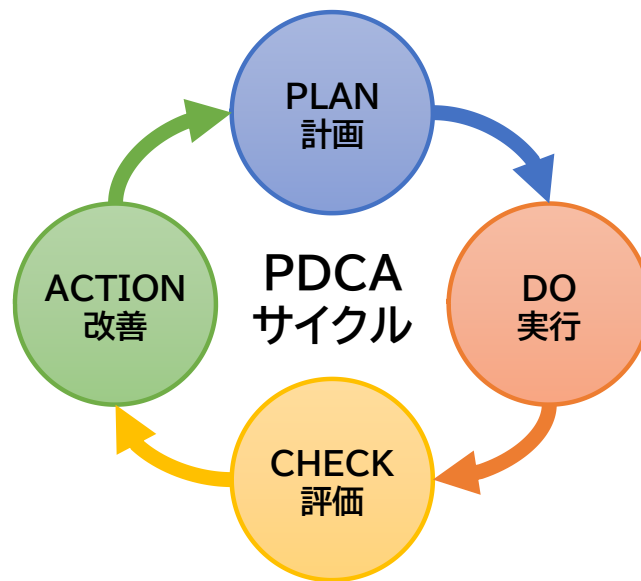 PLAN
計画
DO
実行
CHECK
評価
ACTION
改善
PDCA
サイクル